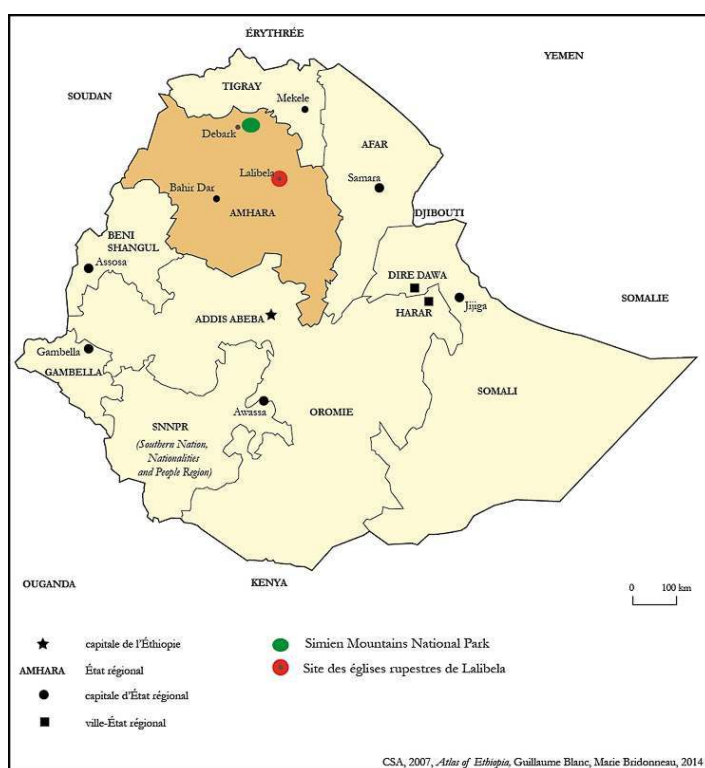 ÉRYTHRÉE
YEMEN
SOUDAN
TIGRAY
Mekele
Debark
AFAR
Lalibela
Samara
Bahir Dar
AMHARA
DJIBOUTI
BENI
SHANGUL
Assosa
DIRE DAWA
HARAR
Jijiga
SOMALIE
ADDIS ABEBA
Gambella
GAMBELLA
SOMALI
Awassa
OROMIE
SNNPR
(Southern Nation,
Nationalities
and People Region)
OUGANDA
KENYA
0 100 km
capitale de l'Éthiopie
Simien Mountains National Park
AMHARA État régional
Site des églises rupestres de Lalibela
capitale d'État régional
ville-État régional
CSA, 2007, Atlas of Ethiopia, Guillaume Blanc, Marie Bridonneau, 2014